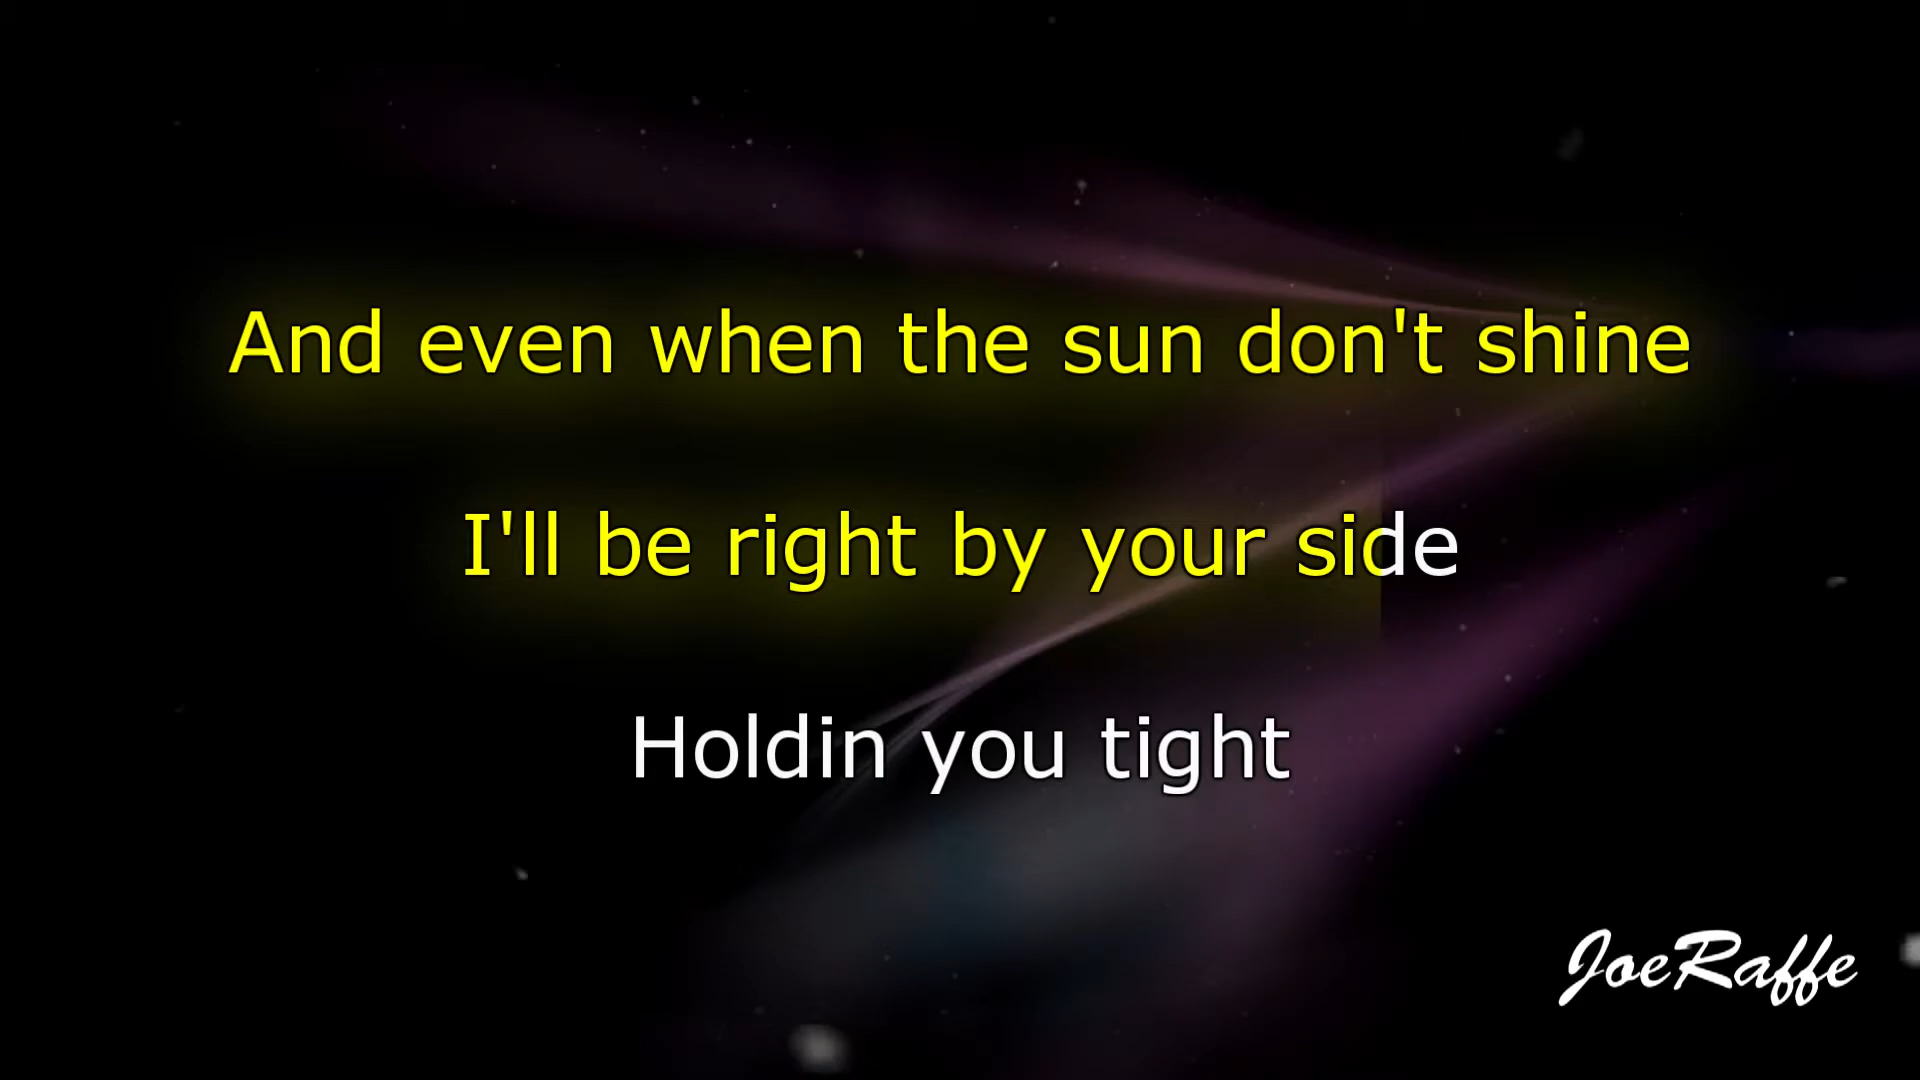 And even when the sun don't shine
I'll be right by your side
Holdin you tight
JoeRaffe